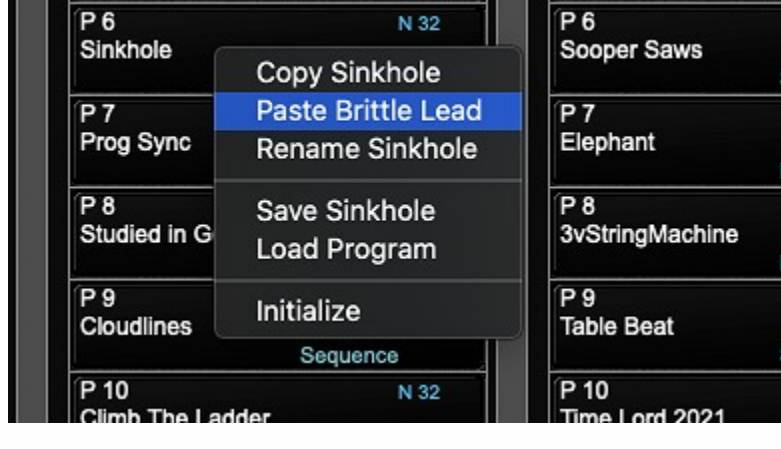 P 6
N 32
Sinkhole
Copy Sinkhole
Paste Brittle Lead
Rename Sinkhole
Save Sinkhole
Load Program
Initialize
P 7
Prog Sync
P 8
Studied in G
P 9
Cloudlines
Sequence
P 10
N 32
Climb The Ladder
P 6
Sooper Saws
P 7
Elephant
P 8
3vStringMachine
P 9
Table Beat
P 10
Time Lord 2021